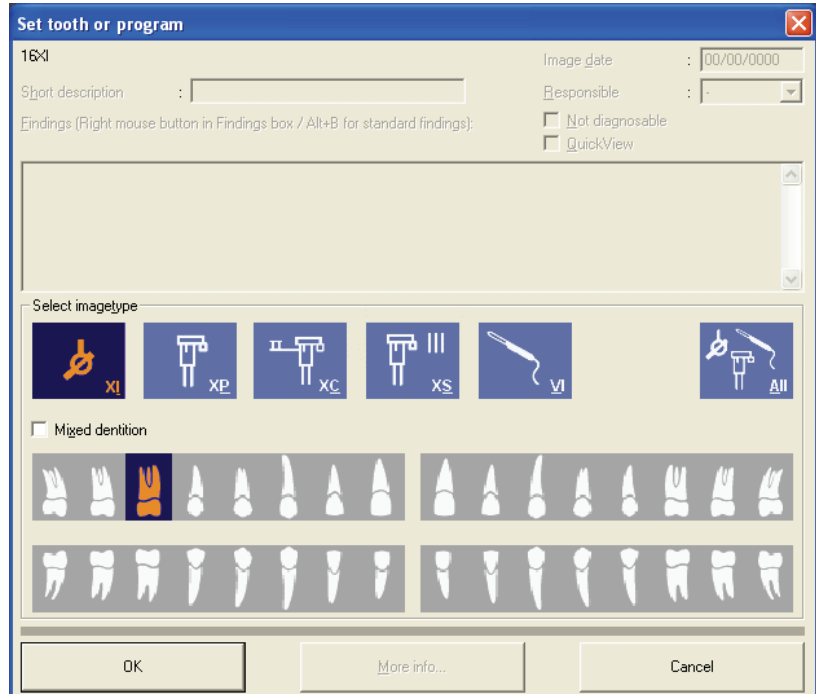 Set tooth or program
16XI
Image date : 00/00/0000
Short description :
Responsible : -
Findings (Right mouse button in Findings box / Alt+B for standard findings):
Not diagnosable
QuickView
Select imagetype
XI XP XC XS VI All
Mixed dentition
OK More info... Cancel